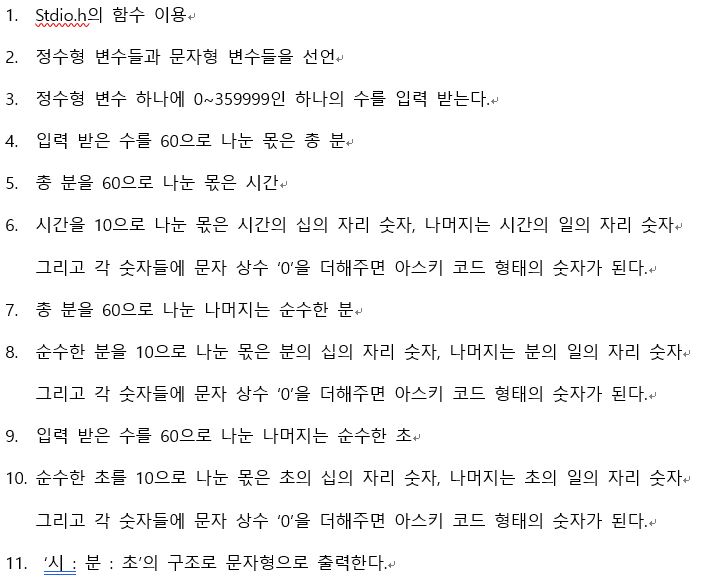 1. Stdio.h의 함수 이용
2. 정수형 변수들과 문자형 변수들을 선언
3. 정수형 변수 하나에 0~359999인 하나의 수를 입력 받는다.
4. 입력 받은 수를 60으로 나눈 몫은 총 분
5. 총 분을 60으로 나눈 몫은 시간
6. 시간을 10으로 나눈 몫은 시간의 십의 자리 숫자, 나머지는 시간의 일의 자리 숫자
그리고 각 숫자들에 문자 상수 ‘0’을 더해주면 아스키 코드 형태의 숫자가 된다.
7. 총 분을 60으로 나눈 나머지는 순수한 분
8. 순수한 분을 10으로 나눈 몫은 분의 십의 자리 숫자, 나머지는 분의 일의 자리 숫자
그리고 각 숫자들에 문자 상수 ‘0’을 더해주면 아스키 코드 형태의 숫자가 된다.
9. 입력 받은 수를 60으로 나눈 나머지는 순수한 초
10. 순수한 초를 10으로 나눈 몫은 초의 십의 자리 숫자, 나머지는 초의 일의 자리 숫자
그리고 각 숫자들에 문자 상수 ‘0’을 더해주면 아스키 코드 형태의 숫자가 된다.
11. ‘시 : 분 : 초’의 구조로 문자형으로 출력한다.